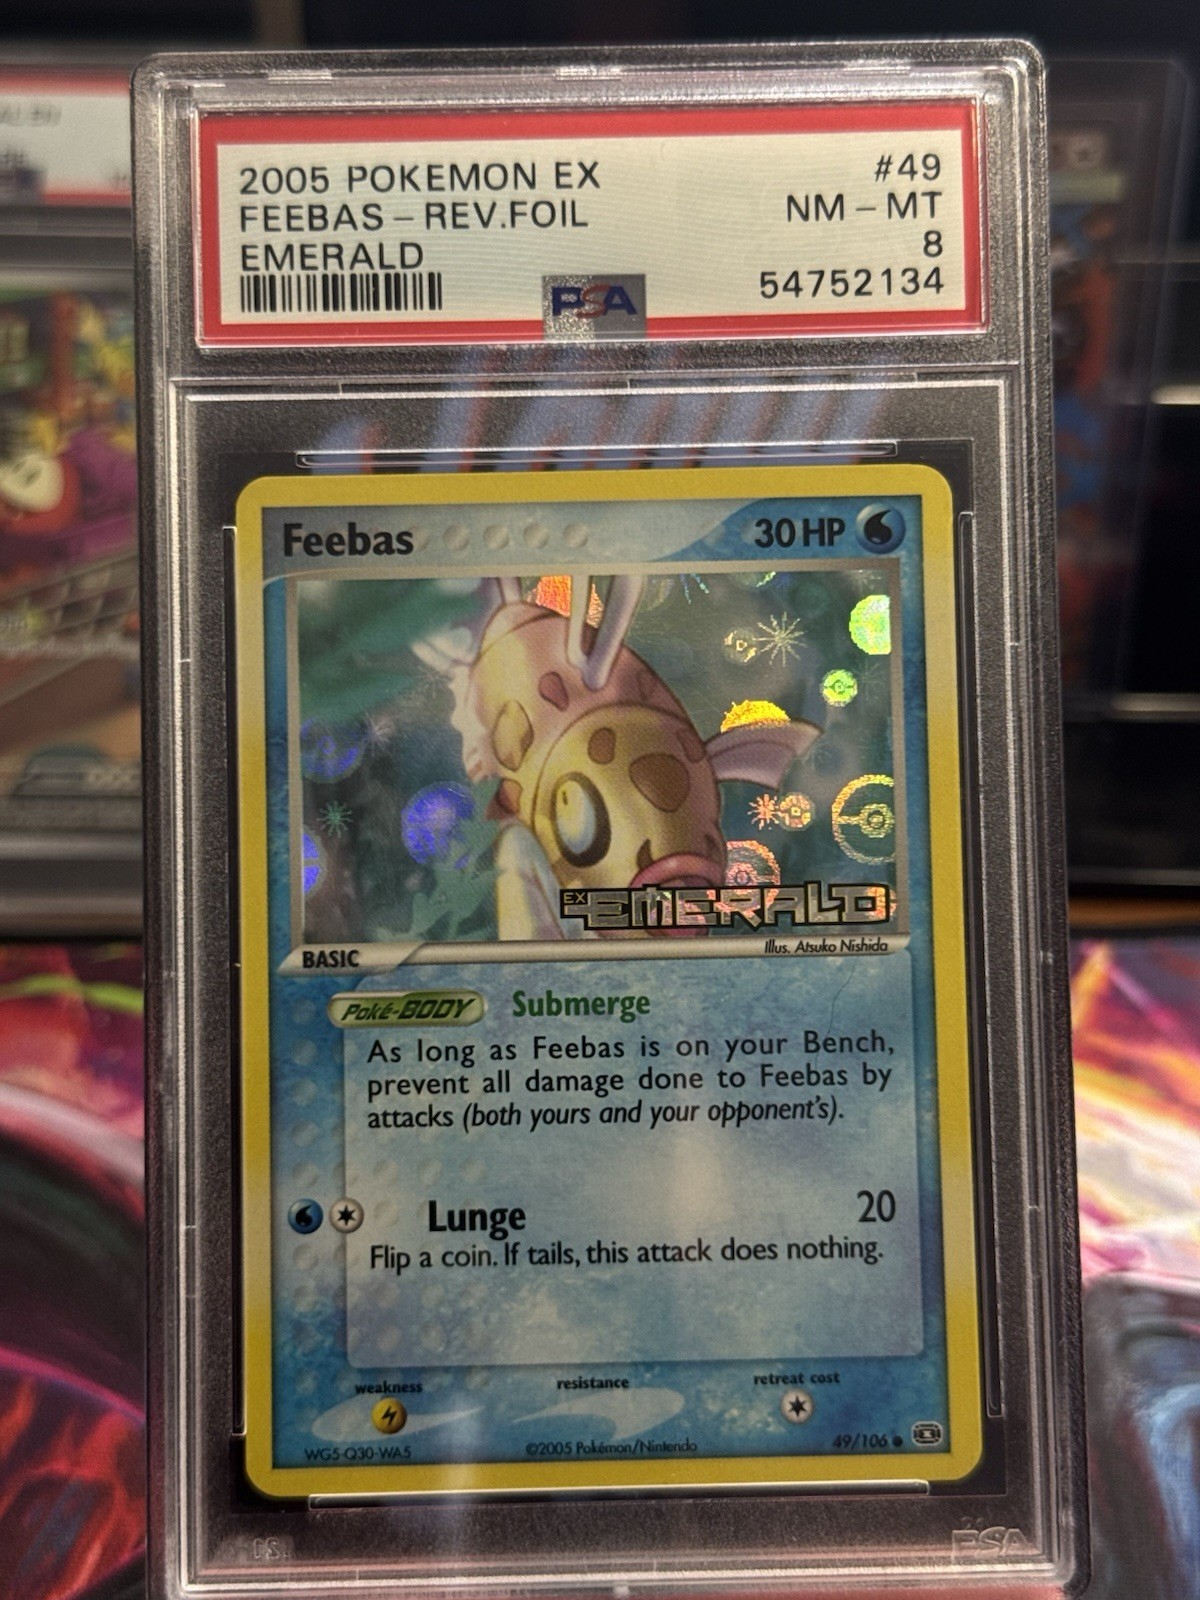 2005 POKEMON EX #49
FEEBAS - REV.FOIL NM - MT
EMERALD 8
54752134
PSA
Feebas 30 HP
EX EMERALD
BASIC Illus. Atsuko Nishida
Poké-BODY Submerge
As long as Feebas is on your Bench,
prevent all damage done to Feebas by
attacks (both yours and your opponent's).
Lunge 20
Flip a coin. If tails, this attack does nothing.
weakness resistance retreat cost
WG5-Q30-WA5 ©2005 Pokémon/Nintendo 49/106
PSA